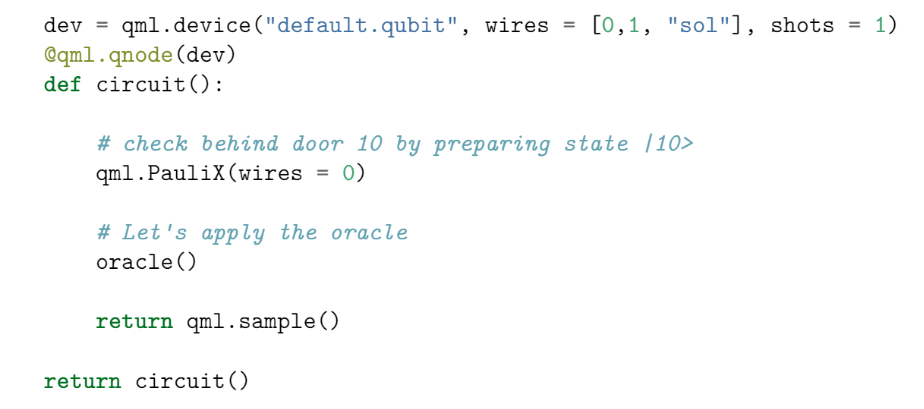 dev = qml.device("default.qubit", wires = [0,1, "sol"], shots = 1)
@qml.qnode(dev)
def circuit():
# check behind door 10 by preparing state |10>
qml.PauliX(wires = 0)
# Let's apply the oracle
oracle()
return qml.sample()
return circuit()